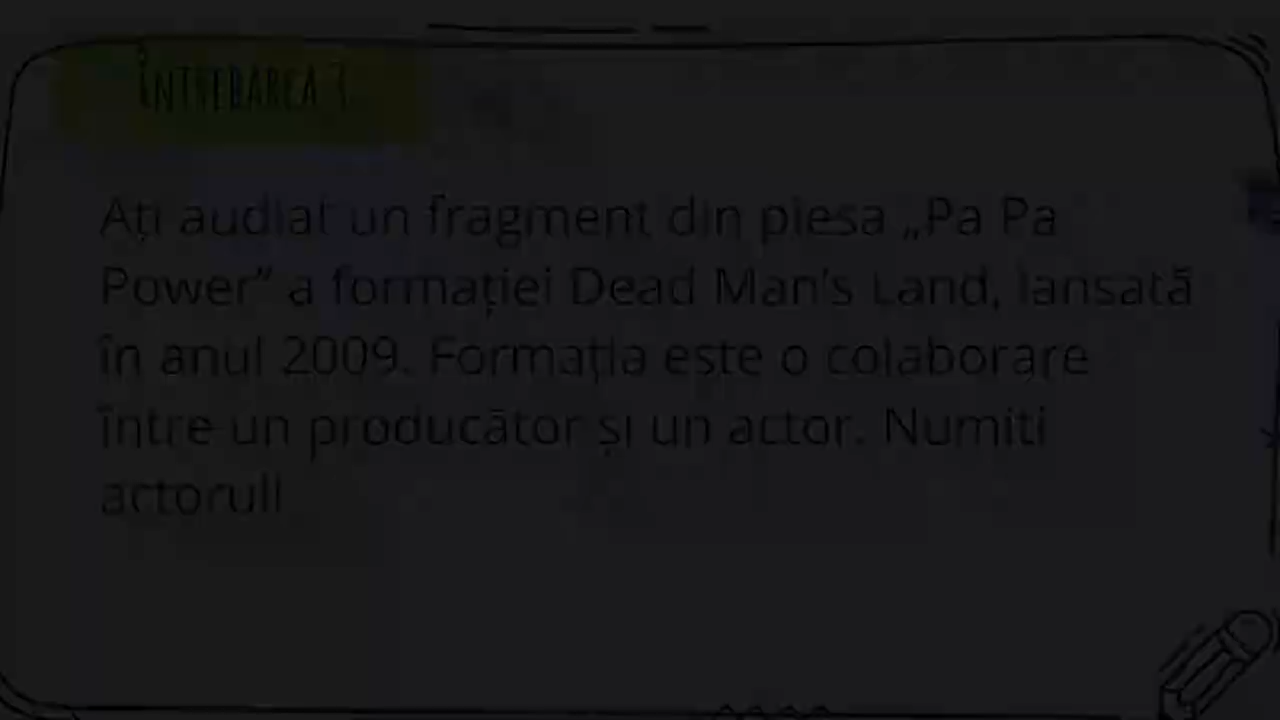 ÎNTREBAREA 3
Ați audiat un fragment din piesa „Pa Pa
Power” a formației Dead Man's Land, lansată
în anul 2009. Formația este o colaborare
între un producător și un actor. Numiți
actorul!